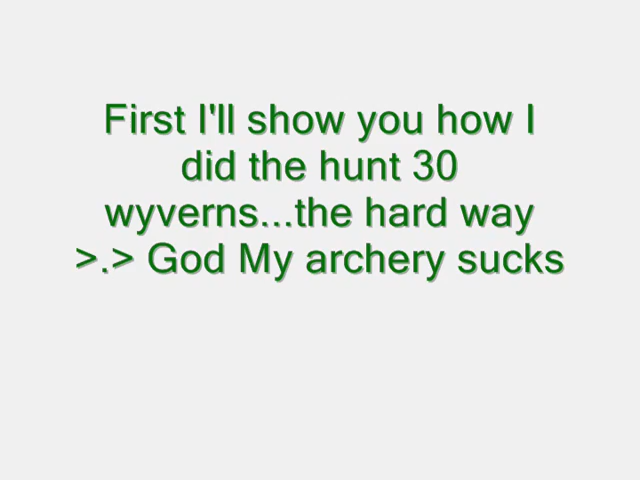 First I'll show you how I
did the hunt 30
wyverns...the hard way
>.> God My archery sucks